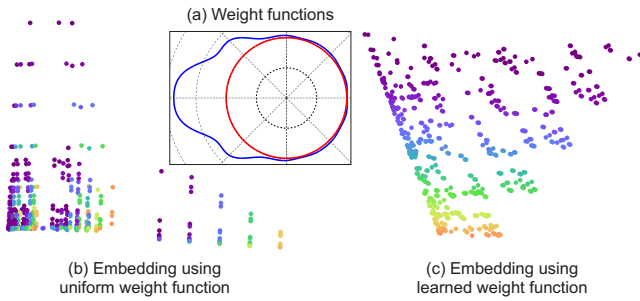 (a) Weight functions
(b) Embedding using
uniform weight function
(c) Embedding using
learned weight function